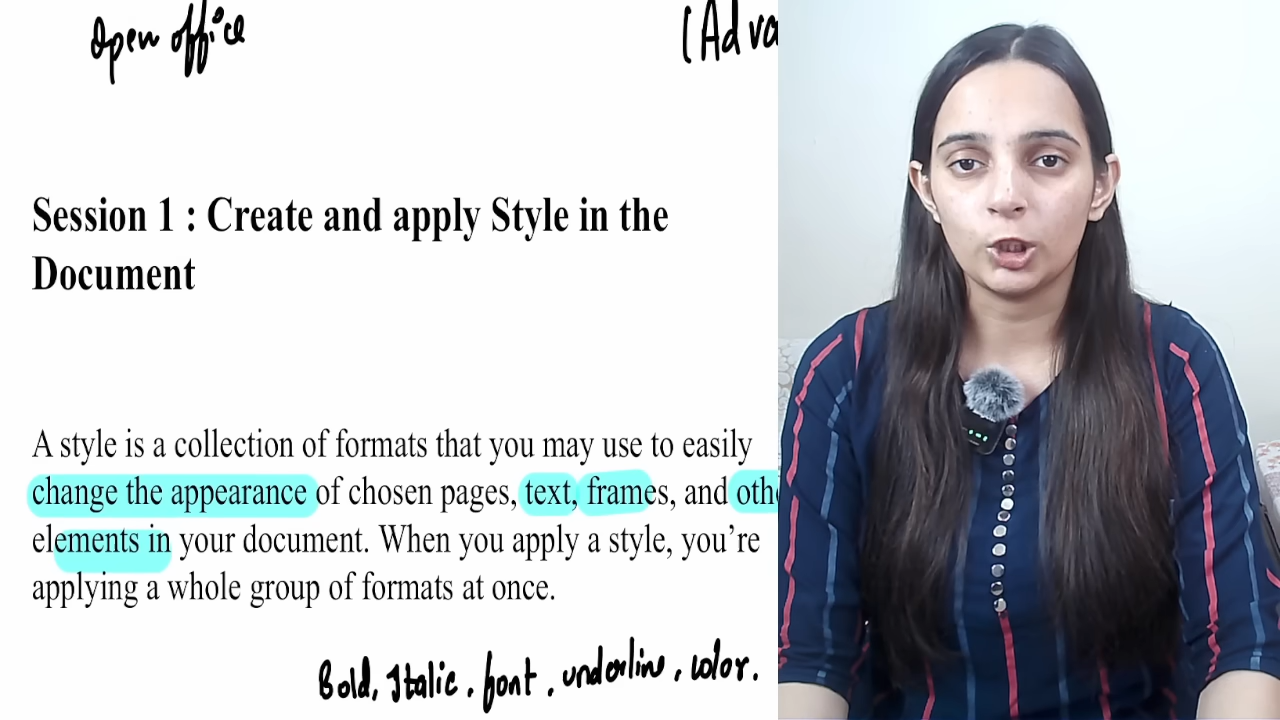 Open office
(Adva
Session 1 : Create and apply Style in the
Document
A style is a collection of formats that you may use to easily
change the appearance of chosen pages, text, frames, and othe
elements in your document. When you apply a style, you’re
applying a whole group of formats at once.
Bold, Italic, font, underline, color.